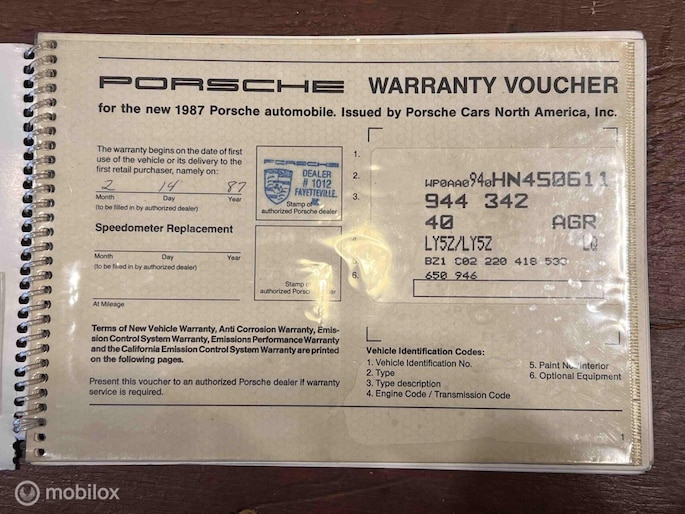 PORSCHE WARRANTY VOUCHER
for the new 1987 Porsche automobile. Issued by Porsche Cars North America, Inc.
The warranty begins on the date of first
use of the vehicle or its delivery to the
first retail purchaser, namely on:
2 14 87
Month Day Year
(to be filled in by authorized dealer)
PORSCHE
DEALER
# 1012
FAYETTEVILLE,
Stamp of
authorized Porsche dealer
Speedometer Replacement
Month Day Year
(to be filled in by authorized dealer)
Stamp of
authorized Porsche dealer
At Mileage
Terms of New Vehicle Warranty, Anti Corrosion Warranty, Emis-
sion Control System Warranty, Emissions Performance Warranty
and the California Emission Control System Warranty are printed
on the following pages.
Present this voucher to an authorized Porsche dealer if warranty
service is required.
1.
2.
3.
5.
6.
WP0AA0940HN450611
944 342
40 AGR
LY5Z/LY5Z
BZ1 C02 220 418 533
650 946
Vehicle Identification Codes:
1. Vehicle Identification No.
2. Type
3. Type description
4. Engine Code / Transmission Code
5. Paint No/interior
6. Optional Equipment
1
mobilox